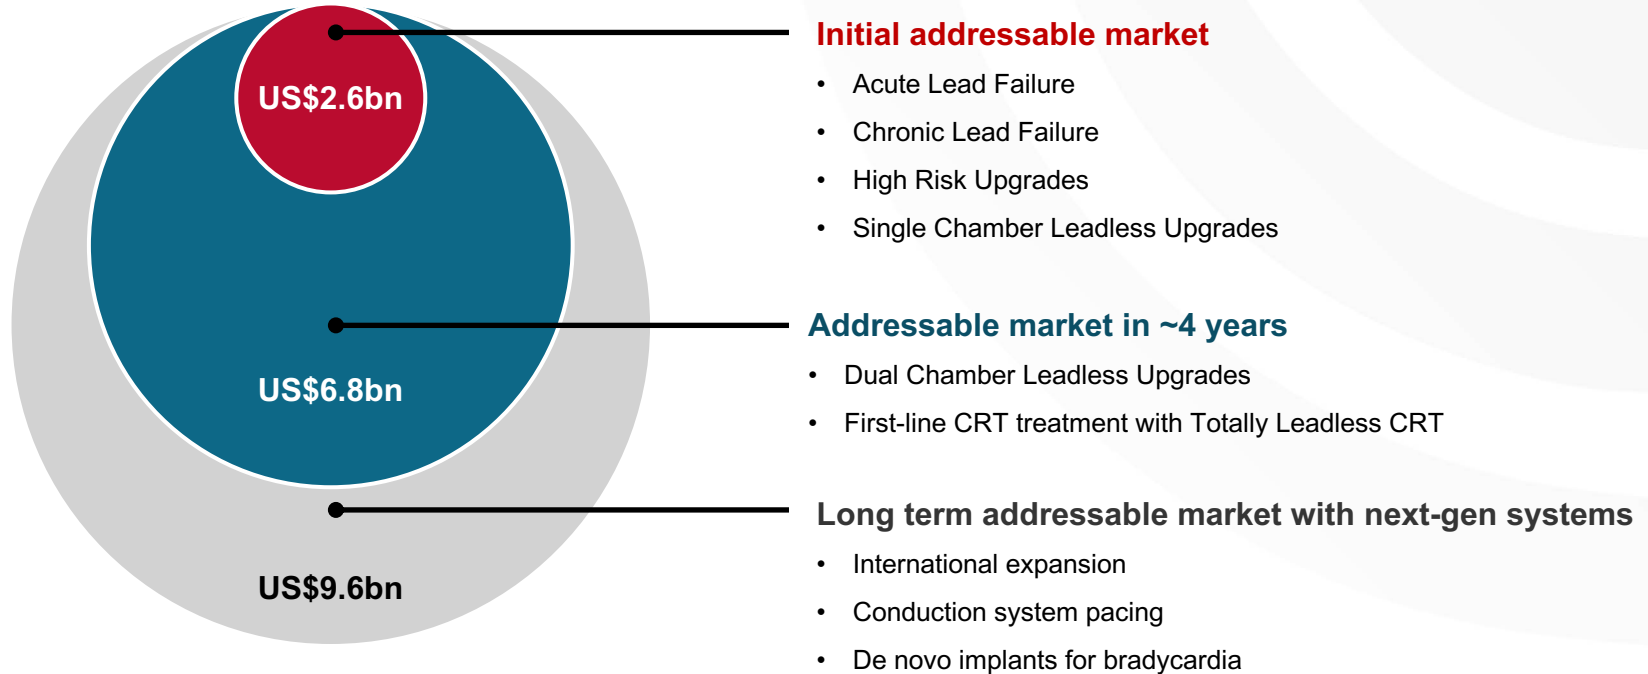 US$2.6bn
US$6.8bn
US$9.6bn
Initial addressable market
• Acute Lead Failure
• Chronic Lead Failure
• High Risk Upgrades
• Single Chamber Leadless Upgrades
Addressable market in ~4 years
• Dual Chamber Leadless Upgrades
• First-line CRT treatment with Totally Leadless CRT
Long term addressable market with next-gen systems
• International expansion
• Conduction system pacing
• De novo implants for bradycardia